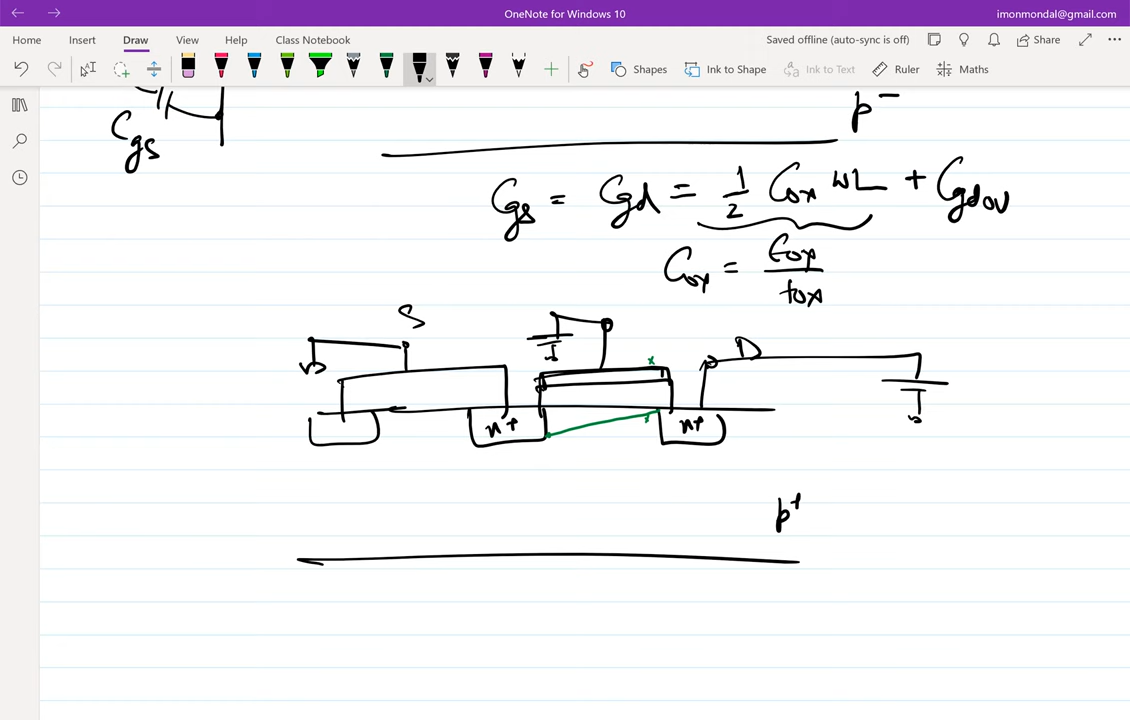 OneNote for Windows 10
imonmondal@gmail.com
Home Insert Draw View Help Class Notebook
Saved offline (auto-sync is off) Share
Shapes Ink to Shape Ink to Text Ruler Maths
p⁻
Cgs
Cgs = Cgd = 1/2 Cox WL + Cgdov
Cox = Єox/tox
S
D
n+ n+
p+